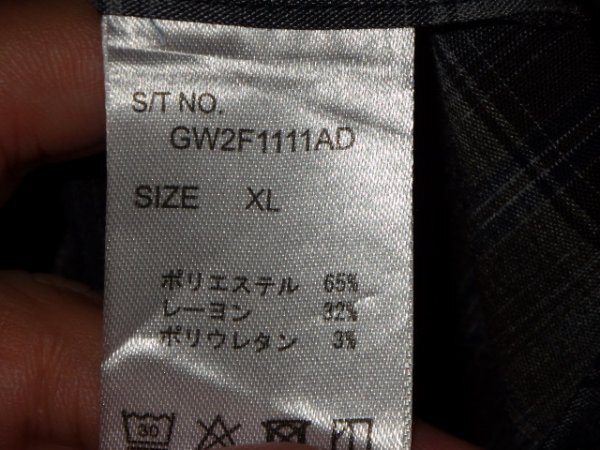 S/T NO.
GW2F1111AD
SIZE XL
ポリエステル 65%
レーヨン 32%
ポリウレタン 3%
30